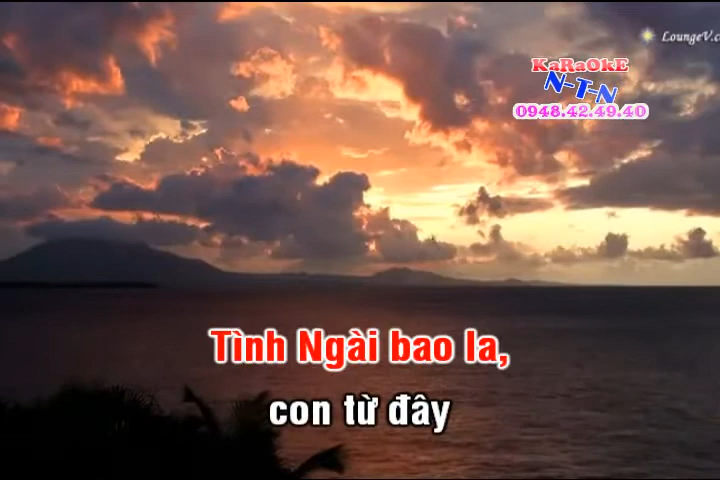 LoungeV.c
KaRaOkE
N-T-N
0948.42.49.40
Tình Ngài bao la,
con từ đây